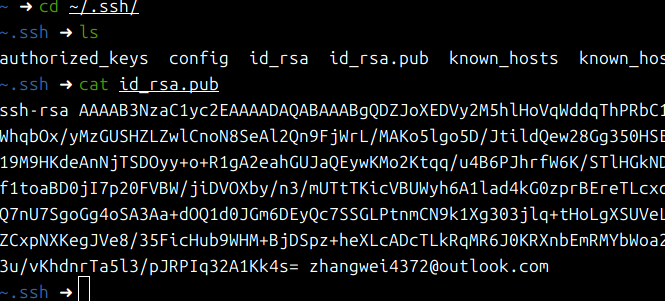 ~ ➜ cd ~/.ssh/
~.ssh ➜ ls
authorized_keys config id_rsa id_rsa.pub known_hosts known_hos
~.ssh ➜ cat id_rsa.pub
ssh-rsa AAAAB3NzaC1yc2EAAAADAQABAAABgQDZJoXEDVy2M5hlHoVqWddqThPRbC1
WhqbOx/yMzGUSHZLZwlCnoN8SeAl2Qn9FjWrL/MAKo5lgo5D/JtildQew28Gg350HSE
19M9HKdeAnNjTSDOyy+o+R1gA2eahGUJaQEywKMo2Ktqq/u4B6PJhrfW6K/STlHGkND
f1toaBD0jI7p20FVBW/jiDVOXby/n3/mUTtTKicVBUWyh6A1lad4kG0zprBEreTLcxc
Q7nU7SgoGg4oSA3Aa+dOQ1d0JGm6DEyQc7SSGLPtnmCN9k1Xg303jlq+tHoLgXSUVeL
ZCxpNXKegJVe8/35FicHub9WHM+BjDSpz+heXLcADcTLkRqMR6J0KRXnbEmRMYbWoa2
3u/vKhdnrTa5l3/pJRPIq32A1Kk4s= zhangwei4372@outlook.com
~.ssh ➜